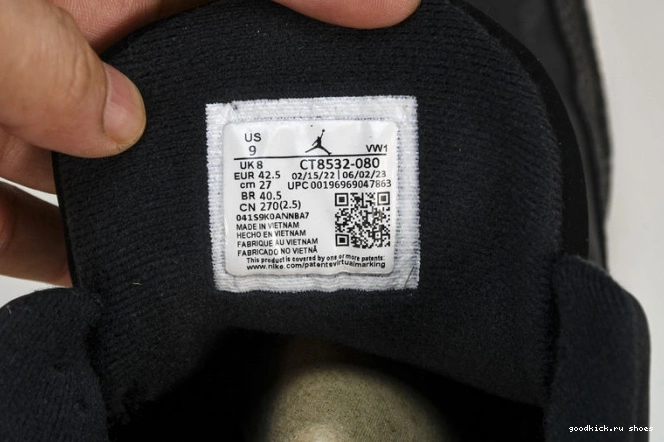 US
9
VW1
UK 8
CT8532-080
EUR 42.5
02/15/22 | 06/02/23
cm 27
UPC 00196969047863
BR 40.5
CN 270(2.5)
041S9K0ANNBA7
MADE IN VIETNAM
HECHO EN VIETNAM
FABRIQUE AU VIETNAM
FABRICADO NO VIETNÃ
This product is covered by one or more patents:
www.nike.com/patentsvirtualmarking
goodkick.ru shoes